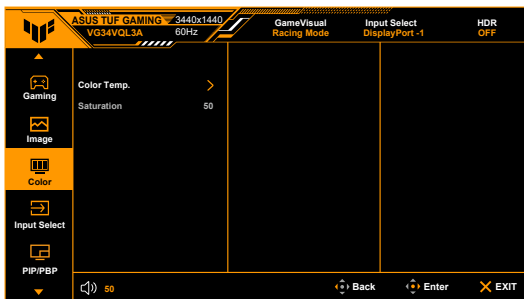 ASUS TUF GAMING
VG34VQL3A
3440x1440
60Hz
GameVisual
Racing Mode
Input Select
DisplayPort -1
HDR
OFF
Gaming
Image
Color
Input Select
PIP/PBP
Color Temp.
Saturation 50
50
Back
Enter
EXIT